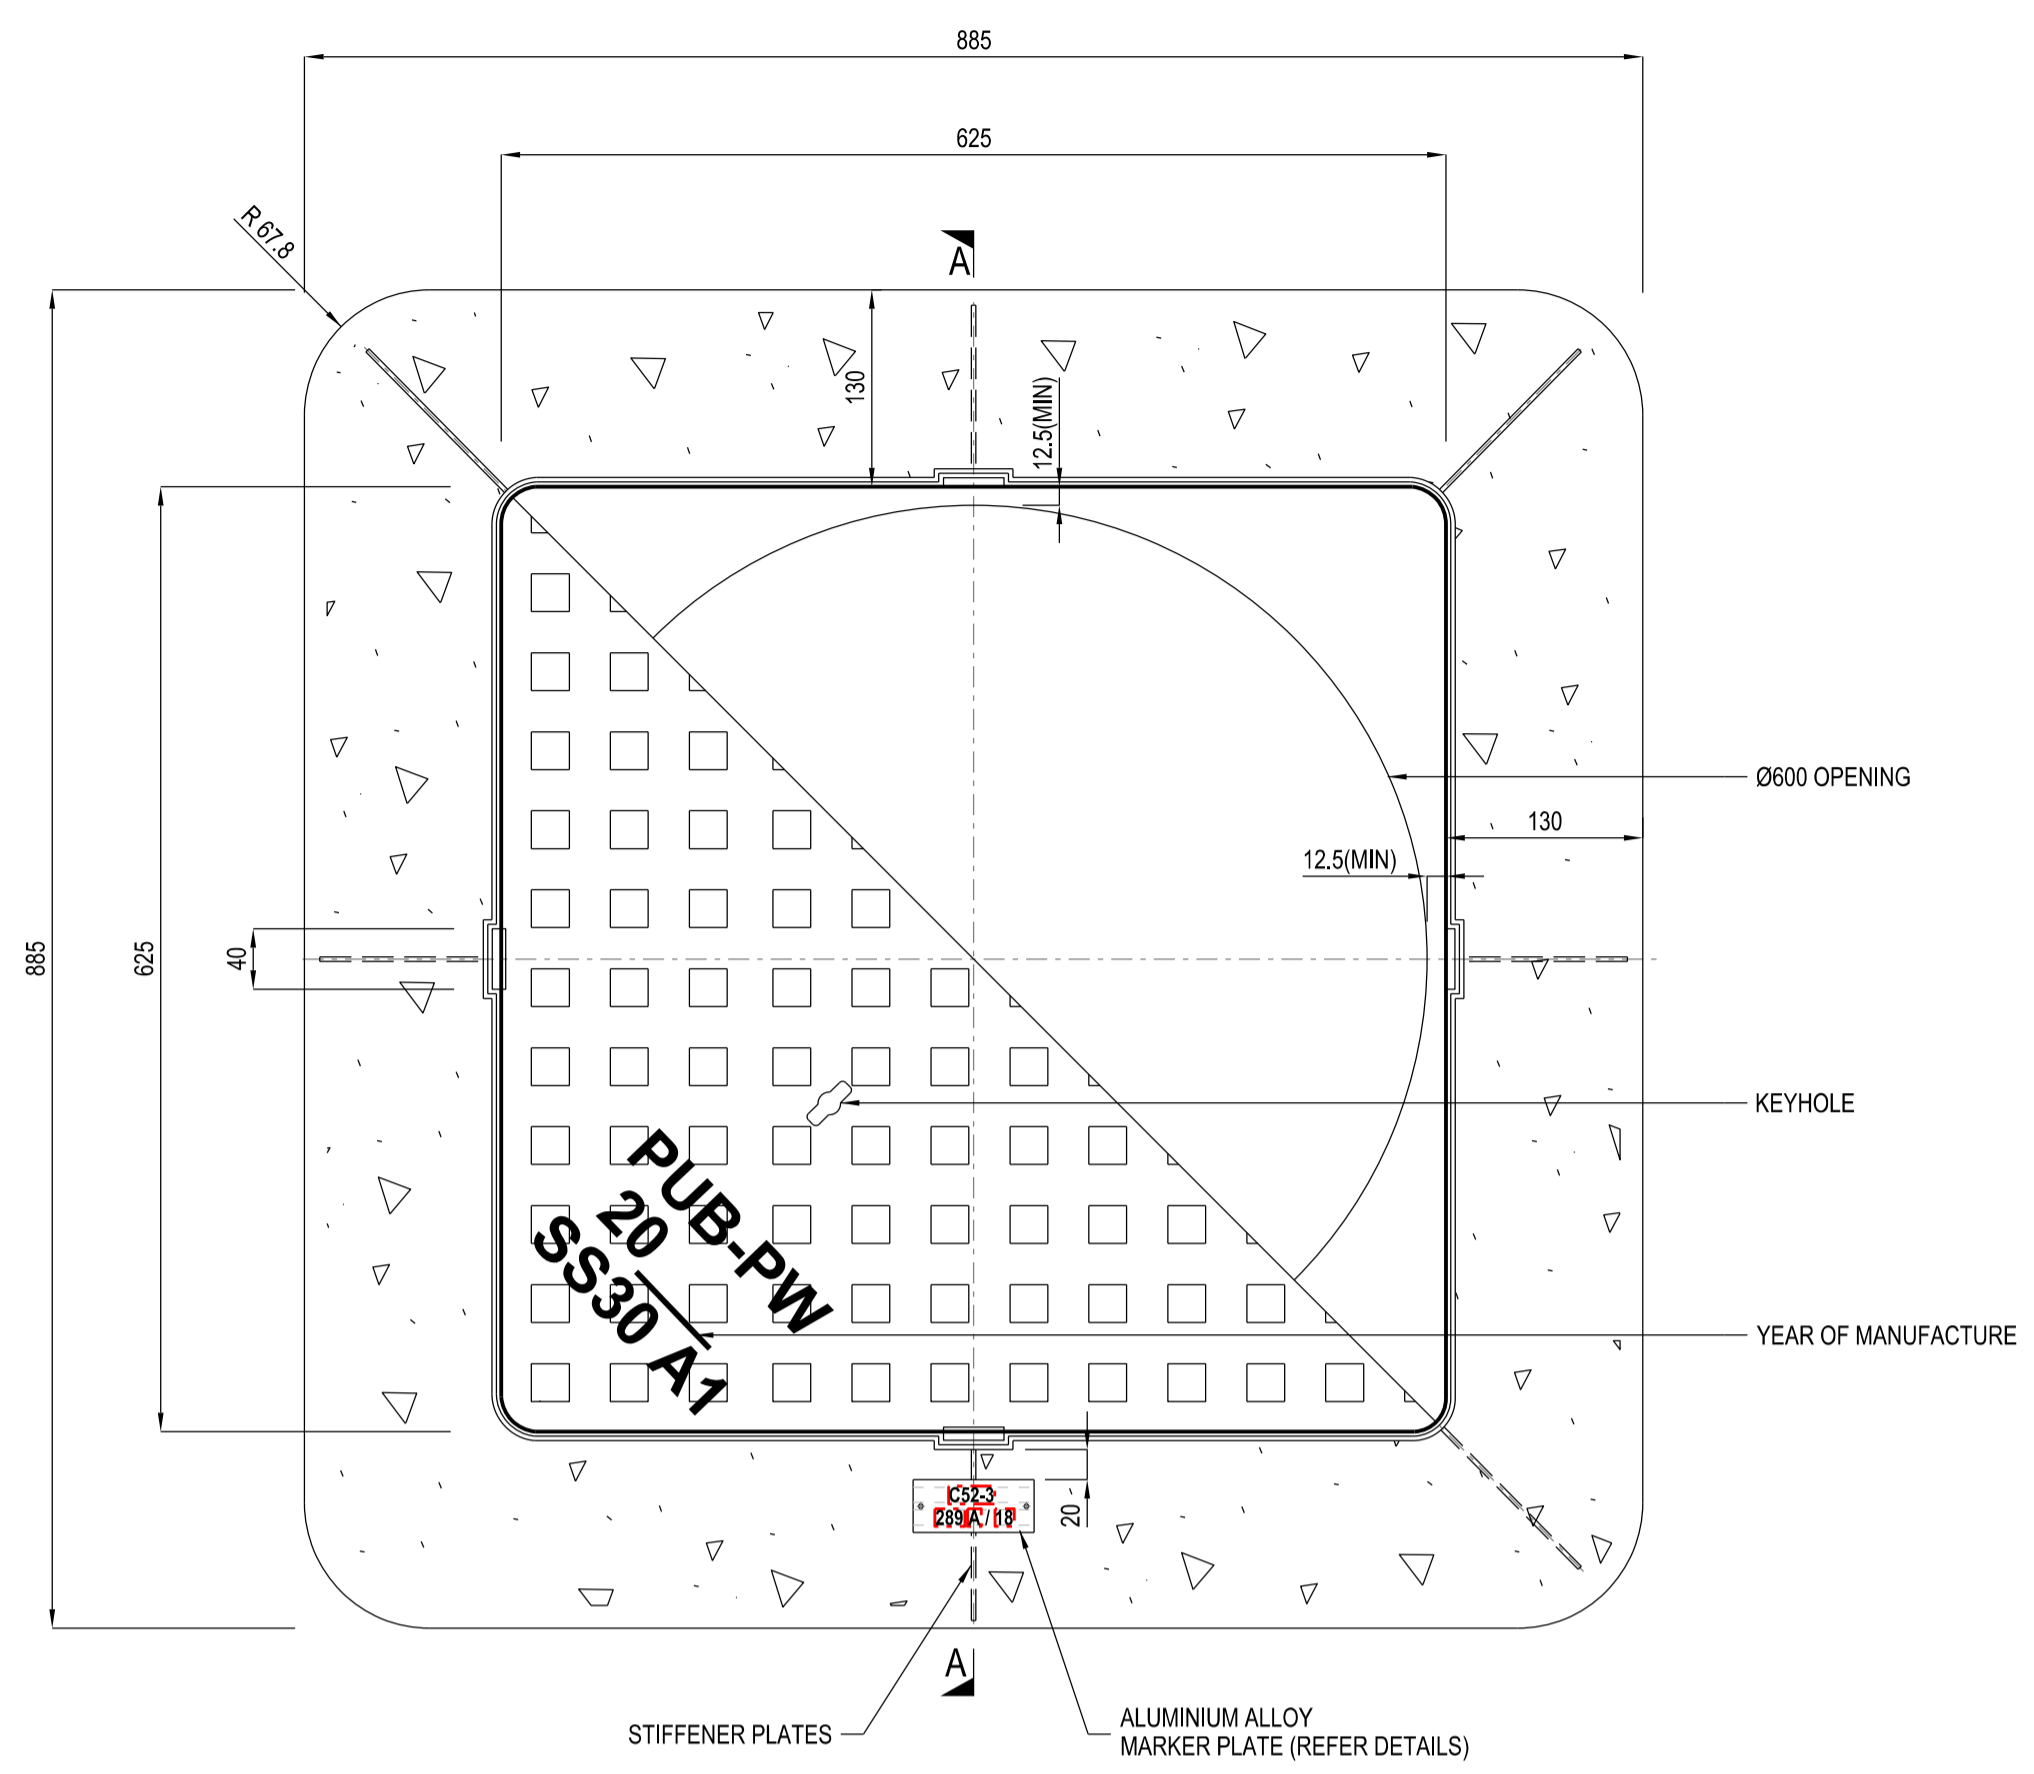 885
625
R 67.8
A
130
12.5(MIN)
Ø600 OPENING
130
12.5(MIN)
885
625
40
KEYHOLE
PUB-PW
20
SS30 A1
YEAR OF MANUFACTURE
C52-3
289 A / 18
20
A
STIFFENER PLATES
ALUMINIUM ALLOY
MARKER PLATE (REFER DETAILS)